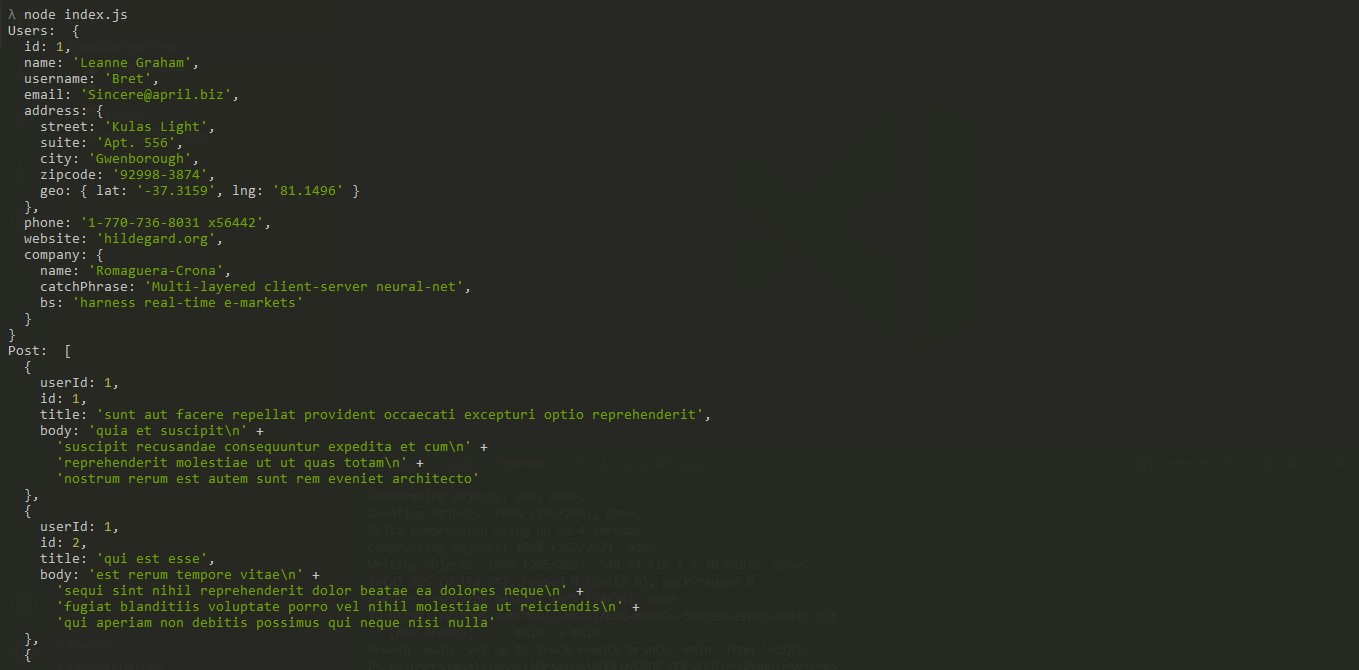 λ node index.js
Users:  {
  id: 1,
  name: 'Leanne Graham',
  username: 'Bret',
  email: 'Sincere@april.biz',
  address: {
    street: 'Kulas Light',
    suite: 'Apt. 556',
    city: 'Gwenborough',
    zipcode: '92998-3874',
    geo: { lat: '-37.3159', lng: '81.1496' }
  },
  phone: '1-770-736-8031 x56442',
  website: 'hildegard.org',
  company: {
    name: 'Romaguera-Crona',
    catchPhrase: 'Multi-layered client-server neural-net',
    bs: 'harness real-time e-markets'
  }
}
Post:  [
  {
    userId: 1,
    id: 1,
    title: 'sunt aut facere repellat provident occaecati excepturi optio reprehenderit',
    body: 'quia et suscipit\n' +
      'suscipit recusandae consequuntur expedita et cum\n' +
      'reprehenderit molestiae ut ut quas totam\n' +
      'nostrum rerum est autem sunt rem eveniet architecto'
  },
  {
    userId: 1,
    id: 2,
    title: 'qui est esse',
    body: 'est rerum tempore vitae\n' +
      'sequi sint nihil reprehenderit dolor beatae ea dolores neque\n' +
      'fugiat blanditiis voluptate porro vel nihil molestiae ut reiciendis\n' +
      'qui aperiam non debitis possimus qui neque nisi nulla'
  },
  {